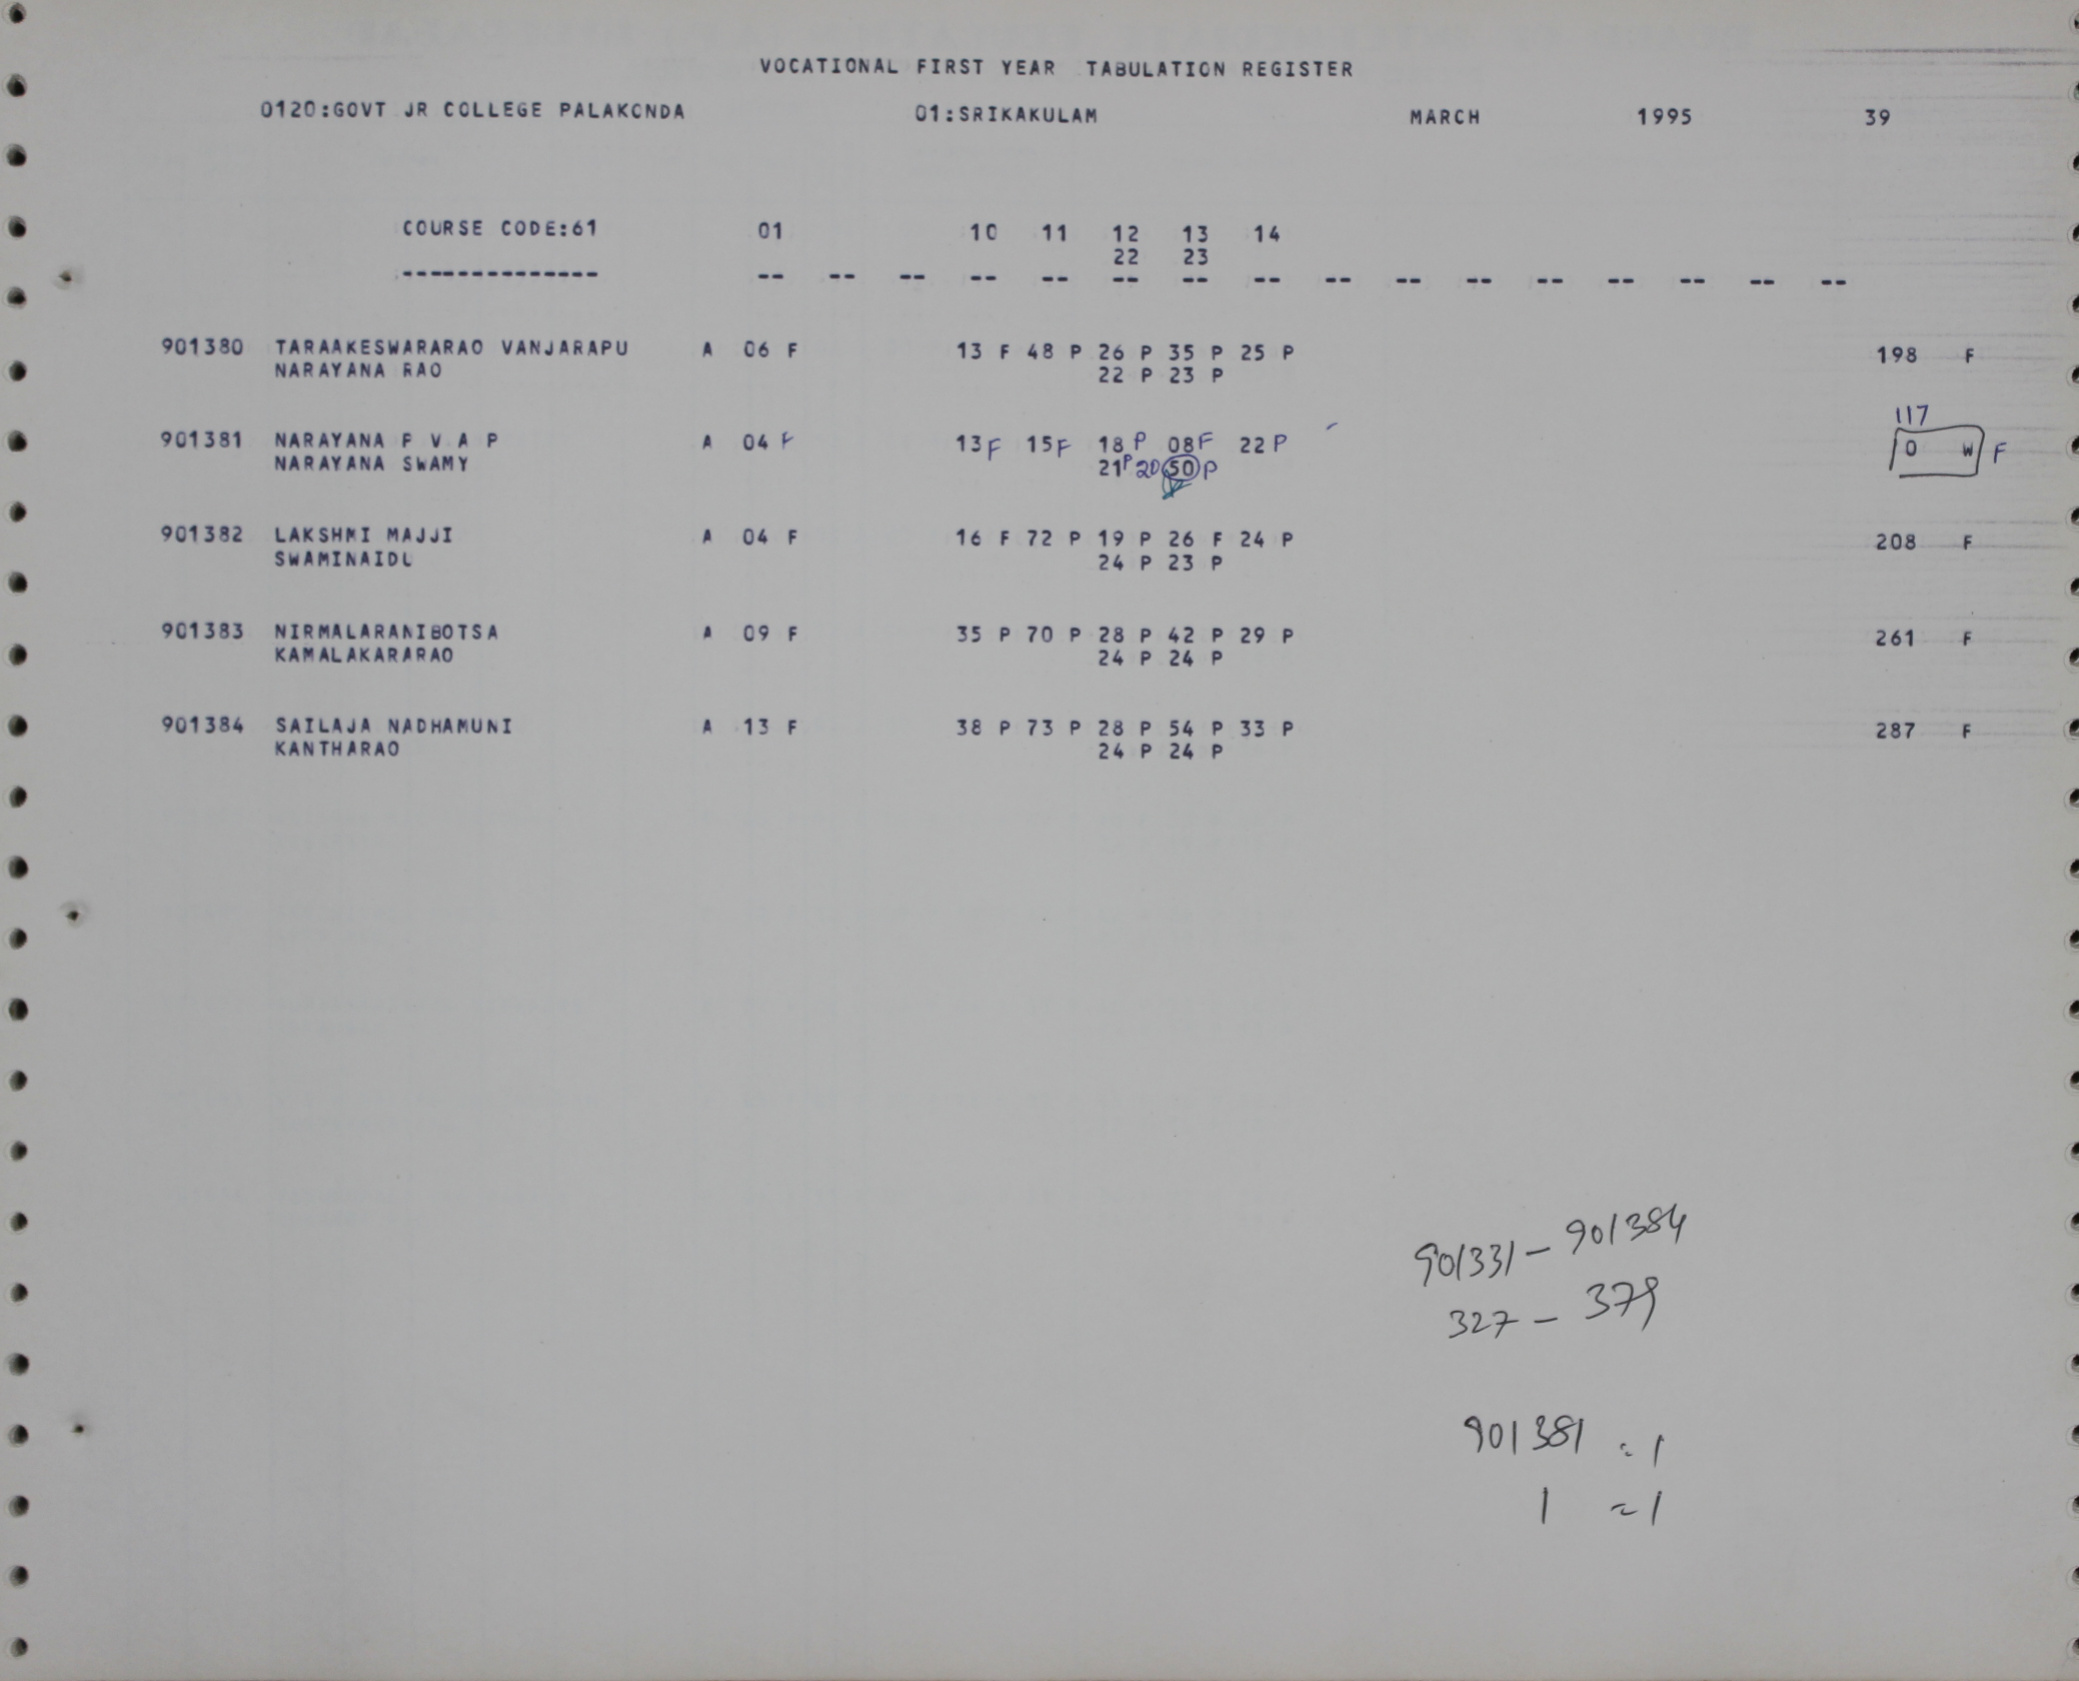 VOCATIONAL FIRST YEAR TABULATION REGISTER
0120:GOVT JR COLLEGE PALAKONDA 01:SRIKAKULAM MARCH 1995 39
COURSE CODE:61 01 10 11 12 13 14
22 23
-------------- -- -- -- -- -- -- -- -- -- -- -- -- -- -- -- --
901380 TARAAKESWARARAO VANJARAPU A 06 F 13 F 48 P 26 P 35 P 25 P 198 F
NARAYANA RAO 22 P 23 P
117
901381 NARAYANA P V A P A 04 F 13 F 15 F 18 P 08 F 22 P 0 W F
NARAYANA SWAMY 21 P 20 50 P
901382 LAKSHMI MAJJI A 04 F 16 F 72 P 19 P 26 F 24 P 208 F
SWAMINAIDU 24 P 23 P
901383 NIRMALARANIBOTSA A 09 F 35 P 70 P 28 P 42 P 29 P 261 F
KAMALAKARARAO 24 P 24 P
901384 SAILAJA NADHAMUNI A 13 F 38 P 73 P 28 P 54 P 33 P 287 F
KANTHARAO 24 P 24 P
901331 - 901384
327 - 379
901381 = 1
1 = 1